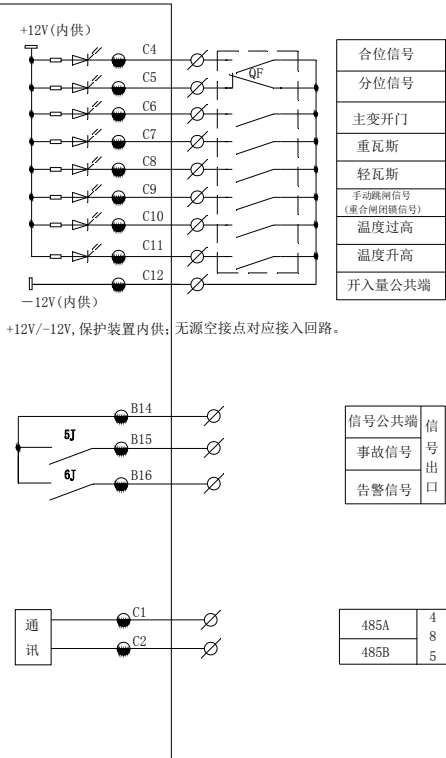 +12V(内供)
C4
合位信号
C5
QF
分位信号
C6
主变开门
C7
重瓦斯
C8
轻瓦斯
C9
手动跳闸信号
(重合闸闭锁信号)
C10
温度过高
C11
温度升高
C12
开入量公共端
－12V(内供)
+12V/-12V,保护装置内供；无源空接点对应接入回路。
B14
信号公共端
5J
B15
事故信号
6J
B16
告警信号
信号出口
通讯
C1
485A
C2
485B
485